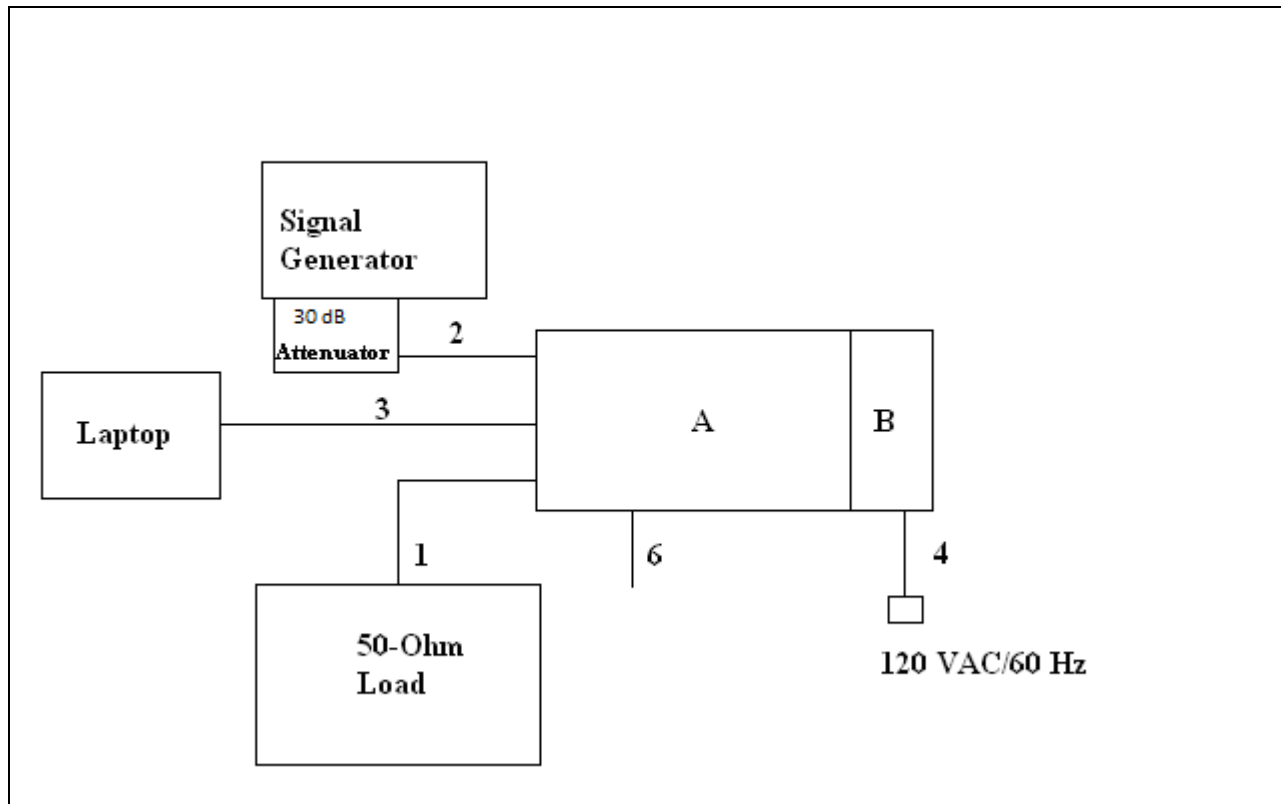 Signal
Generator
30 dB
Attenuator
2
3
Laptop
A
B
1
6
4
50-Ohm
Load
120 VAC/60 Hz